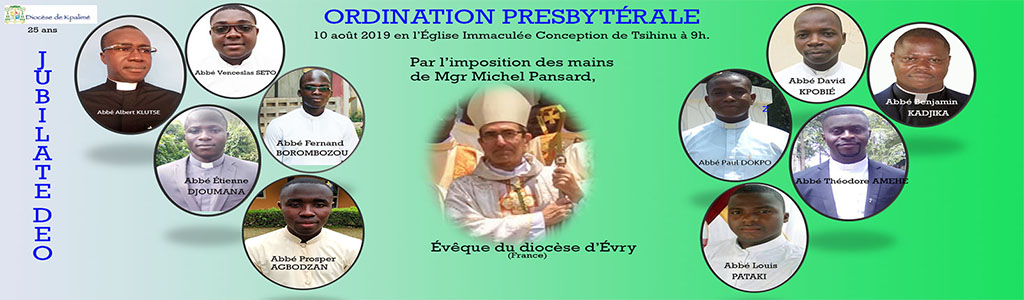 Diocèse de Kpalimé
25 ans
JUBILATE DEO
ORDINATION PRESBYTÉRALE
10 août 2019 en l'Église Immaculée Conception de Tsihinu à 9h.
Par l'imposition des mains
de Mgr Michel Pansard,
Évêque du diocèse d'Évry
(France)
Abbé Albert KLUTSE
Abbé Venceslas SETO
Abbé Fernand
BOROMBOZOU
Abbé Étienne
DJOUMANA
Abbé Prosper
AGBODZAN
Abbé David
KPOBIÉ
Abbé Benjamin
KADJIKA
Abbé Paul DOKPO
Abbé Théodore AMEHE
Abbé Louis
PATAKI